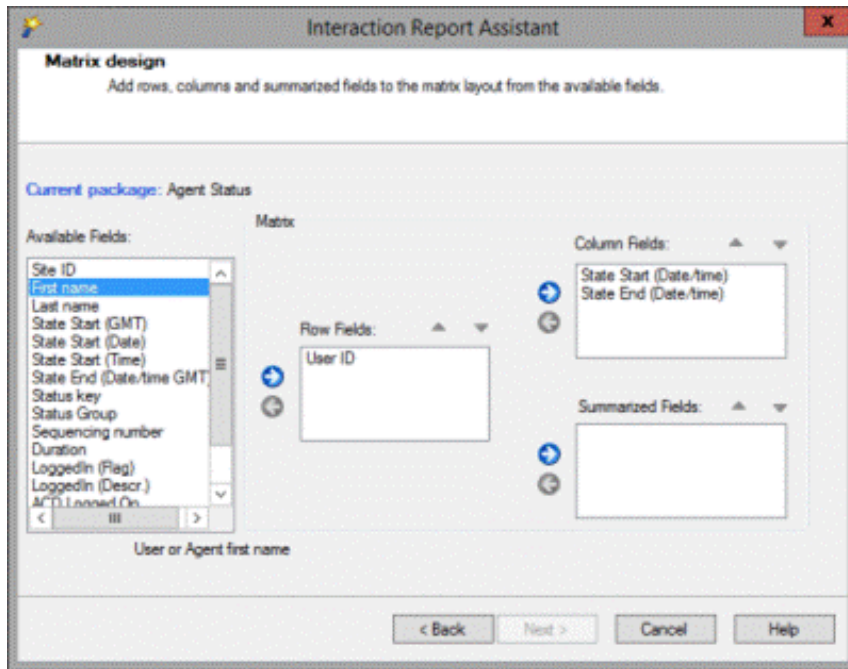 Interaction Report Assistant
x
Matrix design
Add rows, columns and summarized fields to the matrix layout from the available fields.
Current package: Agent Status
Available Fields:
Site ID
First name
Last name
State Start (GMT)
State Start (Date)
State Start (Time)
State End (Date/time GMT)
Status key
Status Group
Sequencing number
Duration
LoggedIn (Flag)
LoggedIn (Descr.)
ACD Logged On
User or Agent first name
Matrix
Row Fields:
User ID
Column Fields:
State Start (Date/time)
State End (Date/time)
Summarized Fields:
< Back
Next >
Cancel
Help